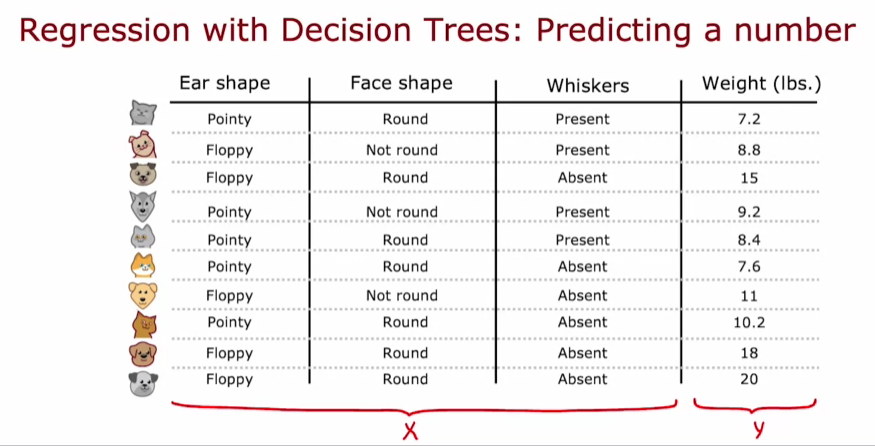 Regression with Decision Trees: Predicting a number
Ear shape Face shape Whiskers Weight (lbs.)
Pointy Round Present 7.2
Floppy Not round Present 8.8
Floppy Round Absent 15
Pointy Not round Present 9.2
Pointy Round Present 8.4
Pointy Round Absent 7.6
Floppy Not round Absent 11
Pointy Round Absent 10.2
Floppy Round Absent 18
Floppy Round Absent 20
X y